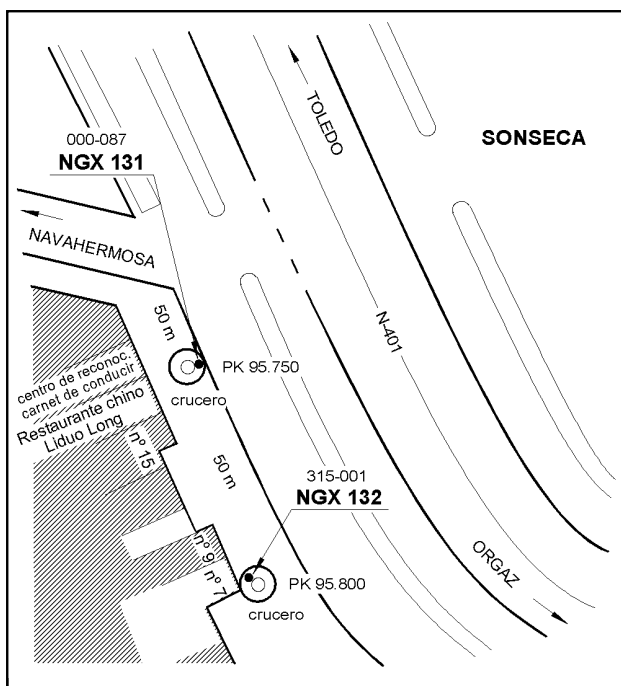 000-087
NGX 131
TOLEDO
SONSECA
NAVAHERMOSA
50 m
N-401
PK 95.750
crucero
centro de reconoc.
carnet de conducir
Restaurante chino
Liduo Long
nº 15
50 m
315-001
NGX 132
nº 9
nº 7
PK 95.800
crucero
ORGAZ